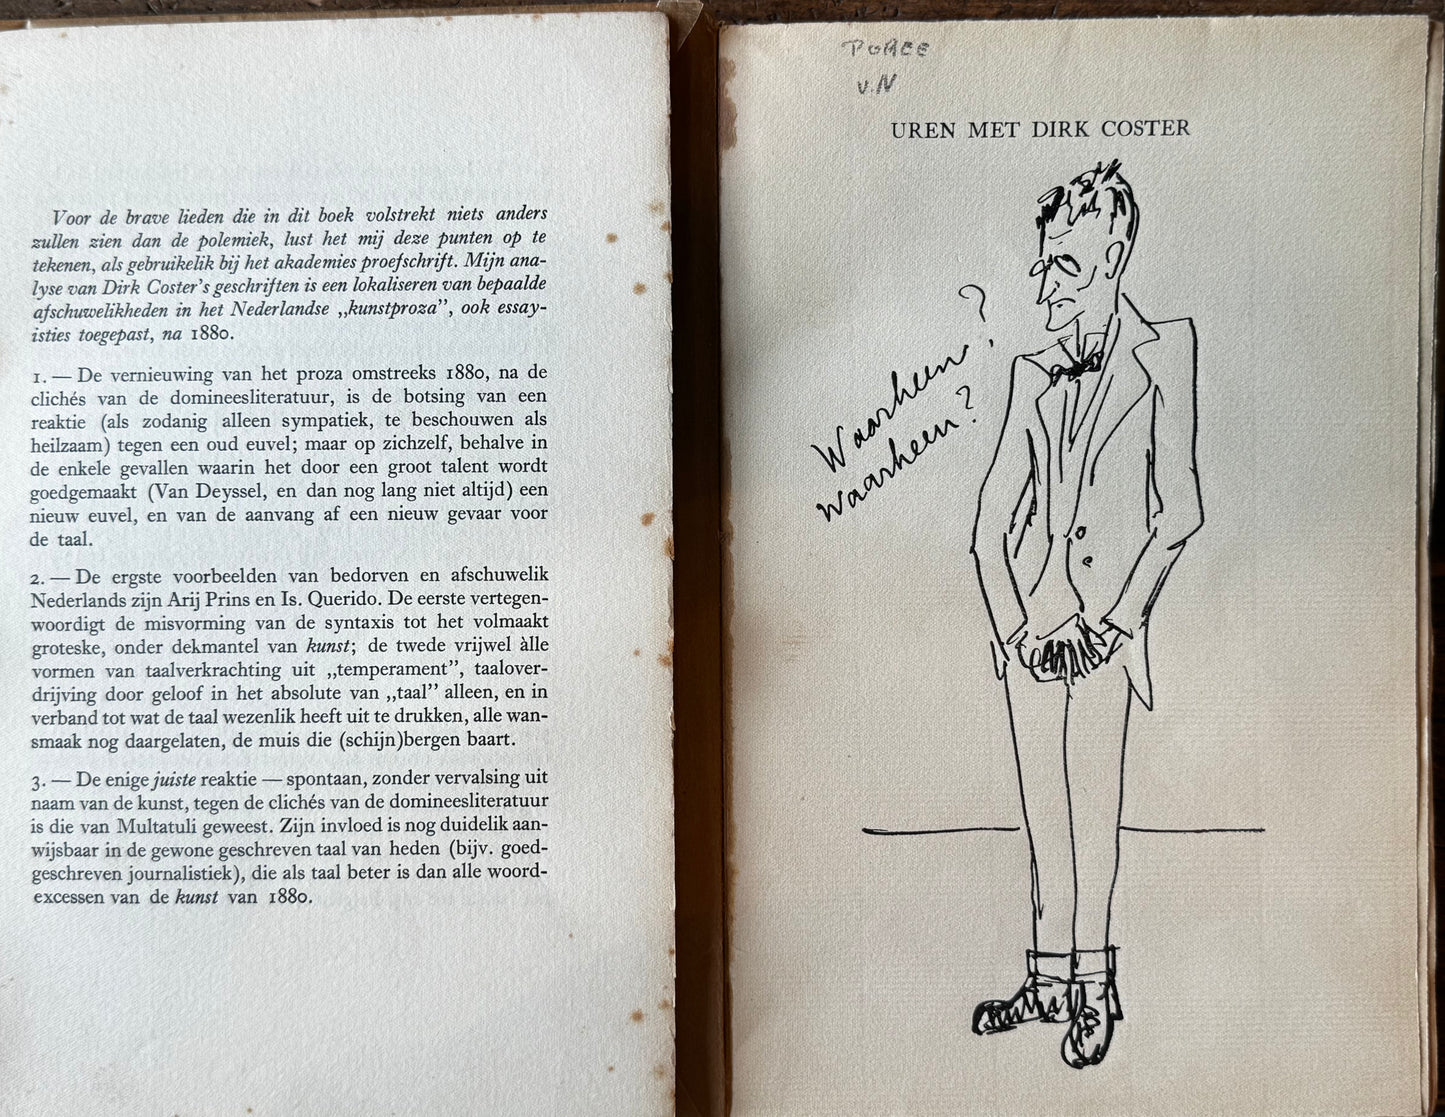 Voor de brave lieden die in dit boek volstrekt niets anders
zullen zien dan de polemiek, lust het mij deze punten op te
tekenen, als gebruikelik bij het akademies proefschrift. Mijn ana-
lyse van Dirk Coster's geschriften is een lokaliseren van bepaalde
afschuwelikheden in het Nederlandse „kunstproza”, ook essay-
isties toegepast, na 1880.
1. — De vernieuwing van het proza omstreeks 1880, na de
clichés van de domineesliteratuur, is de botsing van een
reaktie (als zodanig alleen sympatiek, te beschouwen als
heilzaam) tegen een oud euvel; maar op zichzelf, behalve in
de enkele gevallen waarin het door een groot talent wordt
goedgemaakt (Van Deyssel, en dan nog lang niet altijd) een
nieuw euvel, en van de aanvang af een nieuw gevaar voor
de taal.
2. — De ergste voorbeelden van bedorven en afschuwelik
Nederlands zijn Arij Prins en Is. Querido. De eerste vertegen-
woordigt de misvorming van de syntaxis tot het volmaakt
groteske, onder dekmantel van kunst; de twede vrijwel àlle
vormen van taalverkrachting uit „temperament”, taalover-
drijving door geloof in het absolute van „taal” alleen, en in
verband tot wat de taal wezenlik heeft uit te drukken, alle wan-
smaak nog daargelaten, de muis die (schijn)bergen baart.
3. — De enige juiste reaktie — spontaan, zonder vervalsing uit
naam van de kunst, tegen de clichés van de domineesliteratuur
is die van Multatuli geweest. Zijn invloed is nog duidelik aan-
wijsbaar in de gewone geschreven taal van heden (bijv. goed-
geschreven journalistiek), die als taal beter is dan alle woord-
excessen van de kunst van 1880.
v.N
UREN MET DIRK COSTER
Waarheen?
waarheen?